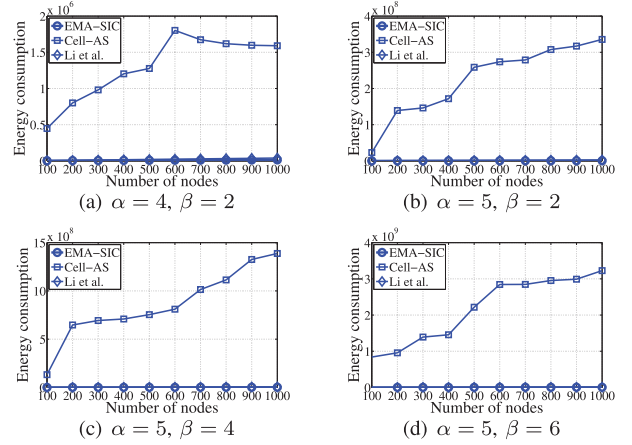 x 10^6
2
1.5
1
0.5
0
Energy consumption
EMA-SIC
Cell-AS
Li et al.
100 200 300 400 500 600 700 800 900 1000
Number of nodes
(a) α = 4, β = 2
x 10^8
4
3
2
1
0
Energy consumption
EMA-SIC
Cell-AS
Li et al.
100 200 300 400 500 600 700 800 900 1000
Number of nodes
(b) α = 5, β = 2
x 10^8
15
10
5
0
Energy consumption
EMA-SIC
Cell-AS
Li et al.
100 200 300 400 500 600 700 800 900 1000
Number of nodes
(c) α = 5, β = 4
x 10^9
4
3
2
1
0
Energy consumption
EMA-SIC
Cell-AS
Li et al.
100 200 300 400 500 600 700 800 900 1000
Number of nodes
(d) α = 5, β = 6